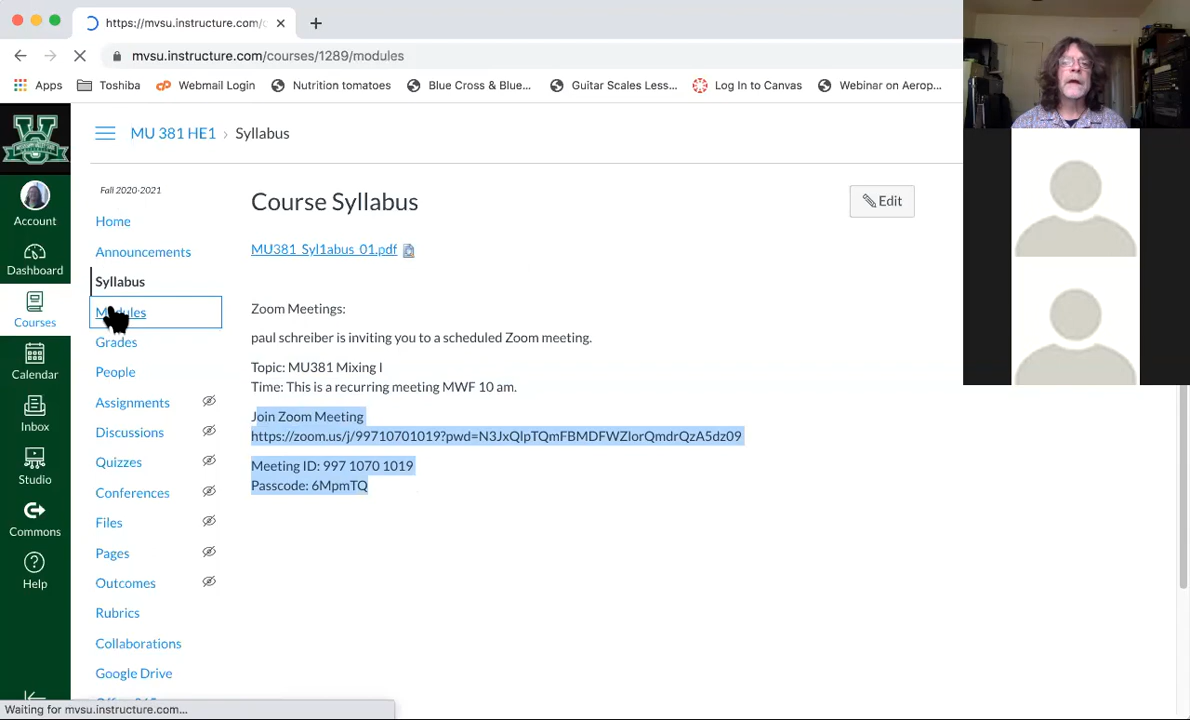 https://mvsu.instructure.com/c
mvsu.instructure.com/courses/1289/modules
Apps
Toshiba
Webmail Login
Nutrition tomatoes
Blue Cross & Blue...
Guitar Scales Less...
Log In to Canvas
Webinar on Aerop...
MU 381 HE1 › Syllabus
Fall 2020-2021
Account
Dashboard
Courses
Calendar
Inbox
Studio
Commons
Help
Home
Announcements
Syllabus
Modules
Grades
People
Assignments
Discussions
Quizzes
Conferences
Files
Pages
Outcomes
Rubrics
Collaborations
Google Drive
Course Syllabus
Edit
MU381_Syl1abus_01.pdf
Zoom Meetings:
paul schreiber is inviting you to a scheduled Zoom meeting.
Topic: MU381 Mixing I
Time: This is a recurring meeting MWF 10 am.
Join Zoom Meeting
https://zoom.us/j/99710701019?pwd=N3JxQlpTQmFBMDFWZlorQmdrQzA5dz09
Meeting ID: 997 1070 1019
Passcode: 6MpmTQ
Waiting for mvsu.instructure.com...